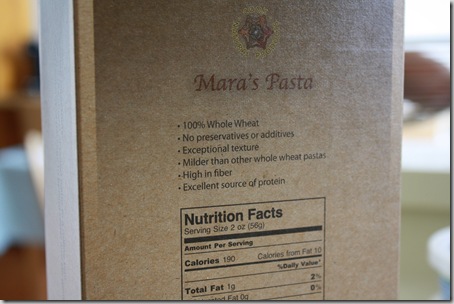 Mara's Pasta
• 100% Whole Wheat
• No preservatives or additives
• Exceptional texture
• Milder than other whole wheat pastas
• High in fiber
• Excellent source of protein
Nutrition Facts
Serving Size 2 oz (56g)
Amount Per Serving
Calories 190 Calories from Fat 10
%Daily Value*
Total Fat 1g 2%
Fat 0g 0%